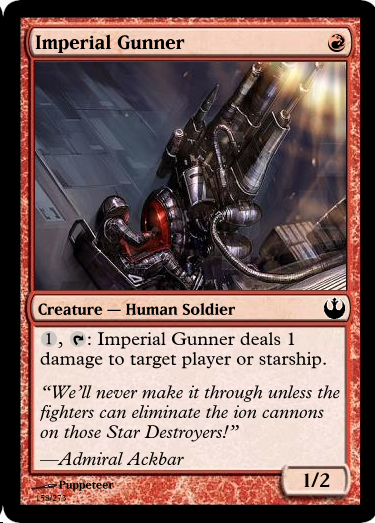 Imperial Gunner
Creature — Human Soldier
1, : Imperial Gunner deals 1
damage to target player or starship.
“We’ll never make it through unless the
fighters can eliminate the ion cannons
on those Star Destroyers!”
—Admiral Ackbar
1/2
Puppeteer
158/273